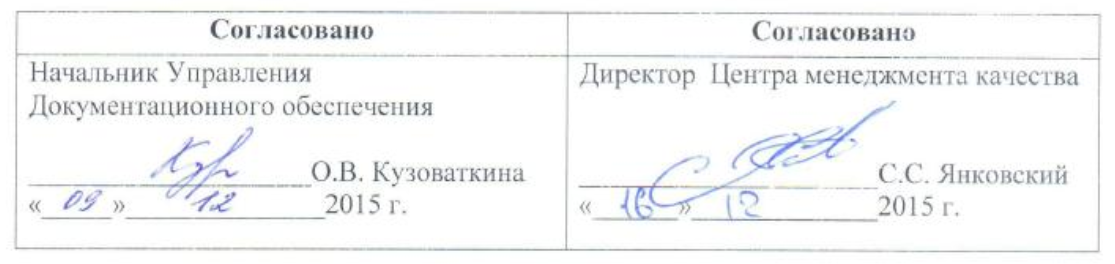 Согласовано
Начальник Управления
Документационного обеспечения
О.В. Кузоваткина
« 09 » 12 2015 г.
Согласовано
Директор Центра менеджмента качества
С.С. Янковский
« 16 » 12 2015 г.